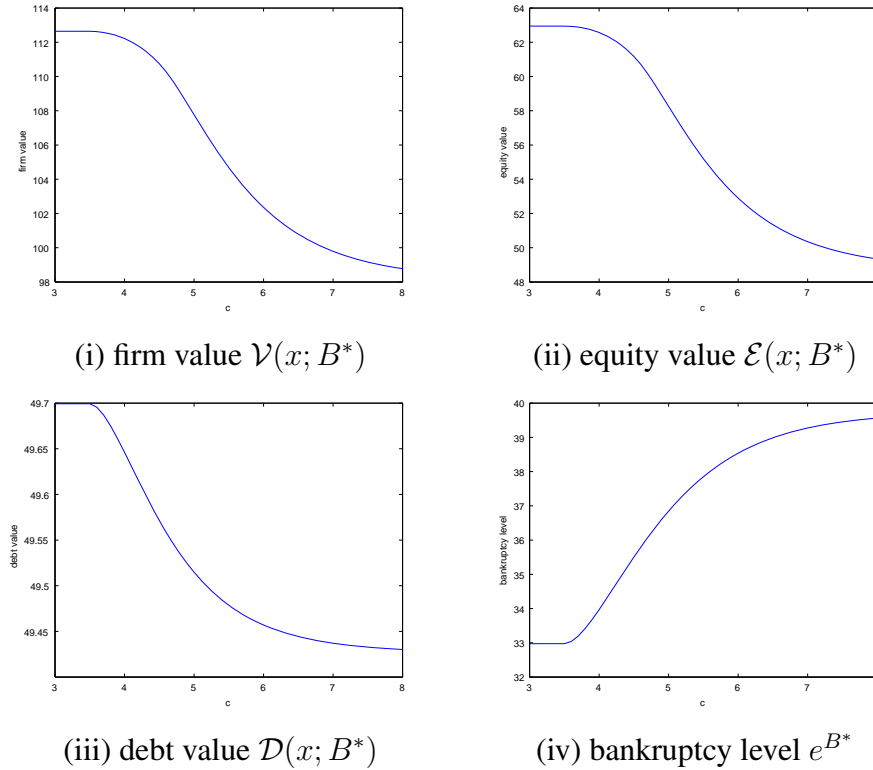 114
112
110
108
106
104
102
100
98
firm value
3 4 5 6 7 8
c
(i) firm value 𝒱(x; B*)
64
62
60
58
56
54
52
50
48
equity value
3 4 5 6 7
c
(ii) equity value ℰ(x; B*)
49.7
49.65
49.6
49.55
49.5
49.45
debt value
3 4 5 6 7 8
c
(iii) debt value 𝒟(x; B*)
40
39
38
37
36
35
34
33
32
bankruptcy level
3 4 5 6 7
c
(iv) bankruptcy level e^{B*}